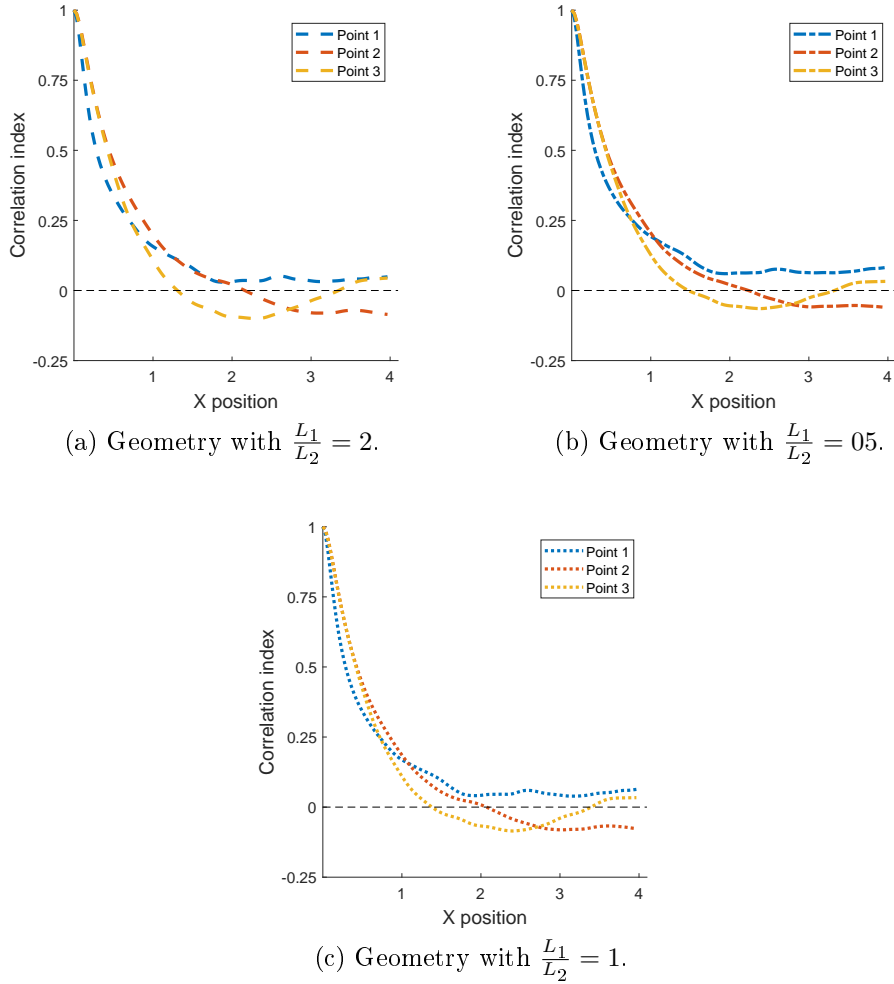 1
0.75
0.5
0.25
0
-0.25
1 2 3 4
Correlation index
X position
Point 1
Point 2
Point 3
(a) Geometry with L1/L2 = 2.
1
0.75
0.5
0.25
0
-0.25
1 2 3 4
Correlation index
X position
Point 1
Point 2
Point 3
(b) Geometry with L1/L2 = 05.
1
0.75
0.5
0.25
0
-0.25
1 2 3 4
Correlation index
X position
Point 1
Point 2
Point 3
(c) Geometry with L1/L2 = 1.